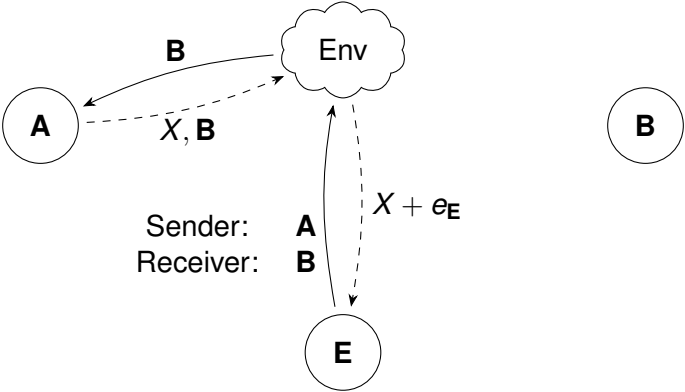 B
Env
A
X, B
B
X + e_E
Sender: A
Receiver: B
E